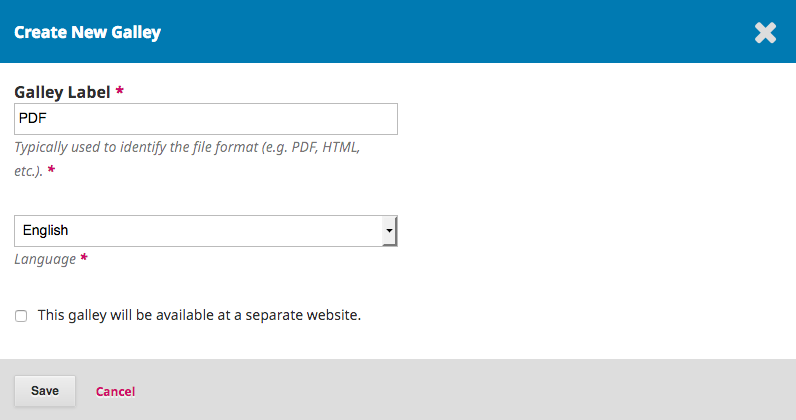 Create New Galley
Galley Label *
PDF
Typically used to identify the file format (e.g. PDF, HTML,
etc.). *
English
Language *
This galley will be available at a separate website.
Save Cancel